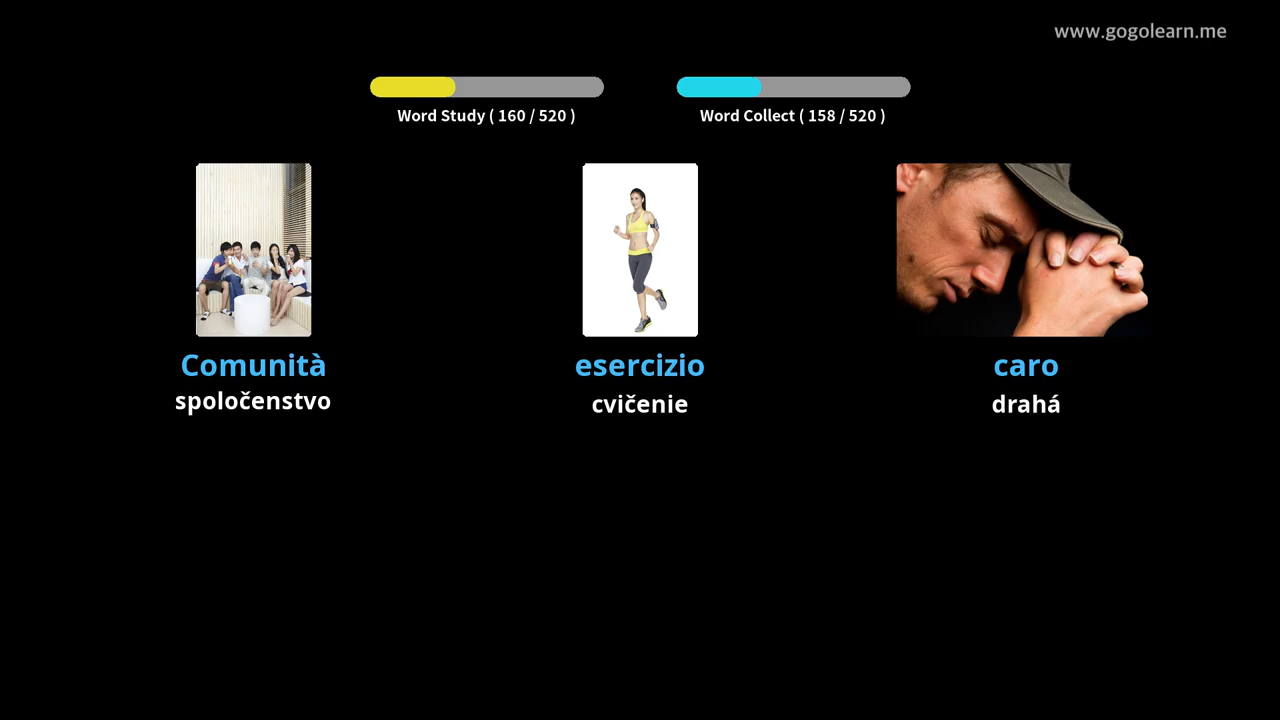 www.gogolearn.me
Word Study ( 160 / 520 )
Word Collect ( 158 / 520 )
Comunità
spoločenstvo
esercizio
cvičenie
caro
drahá